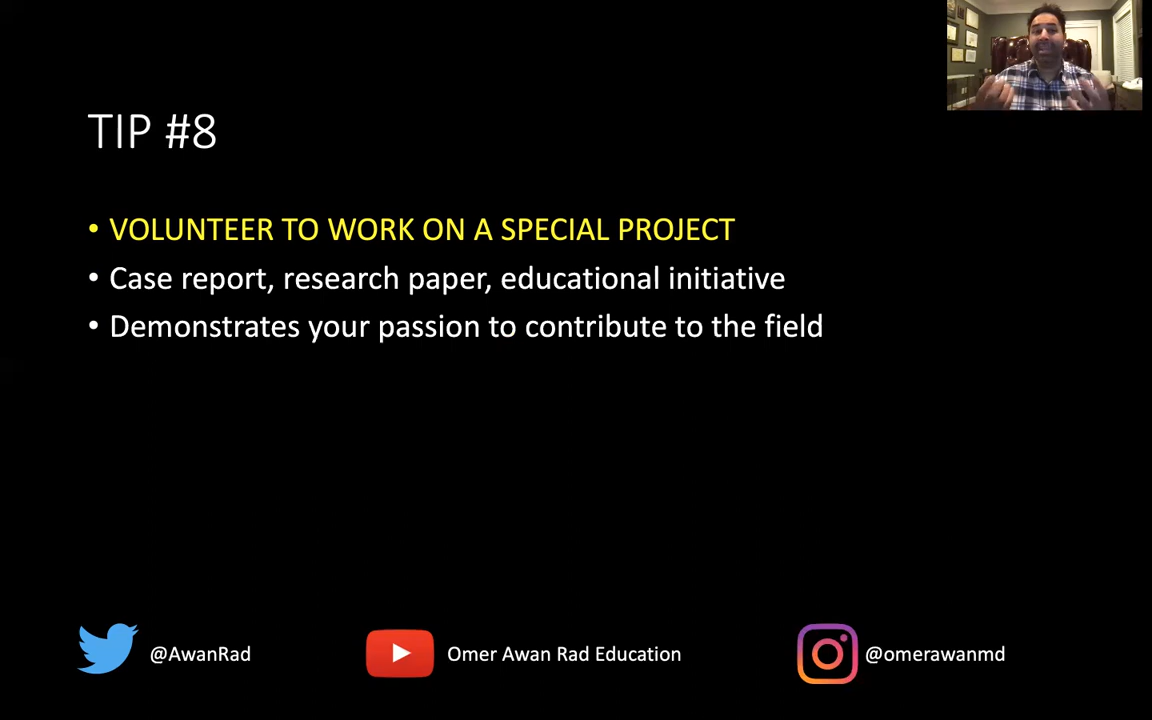 TIP #8
• VOLUNTEER TO WORK ON A SPECIAL PROJECT
• Case report, research paper, educational initiative
• Demonstrates your passion to contribute to the field
@AwanRad
Omer Awan Rad Education
@omerawanmd